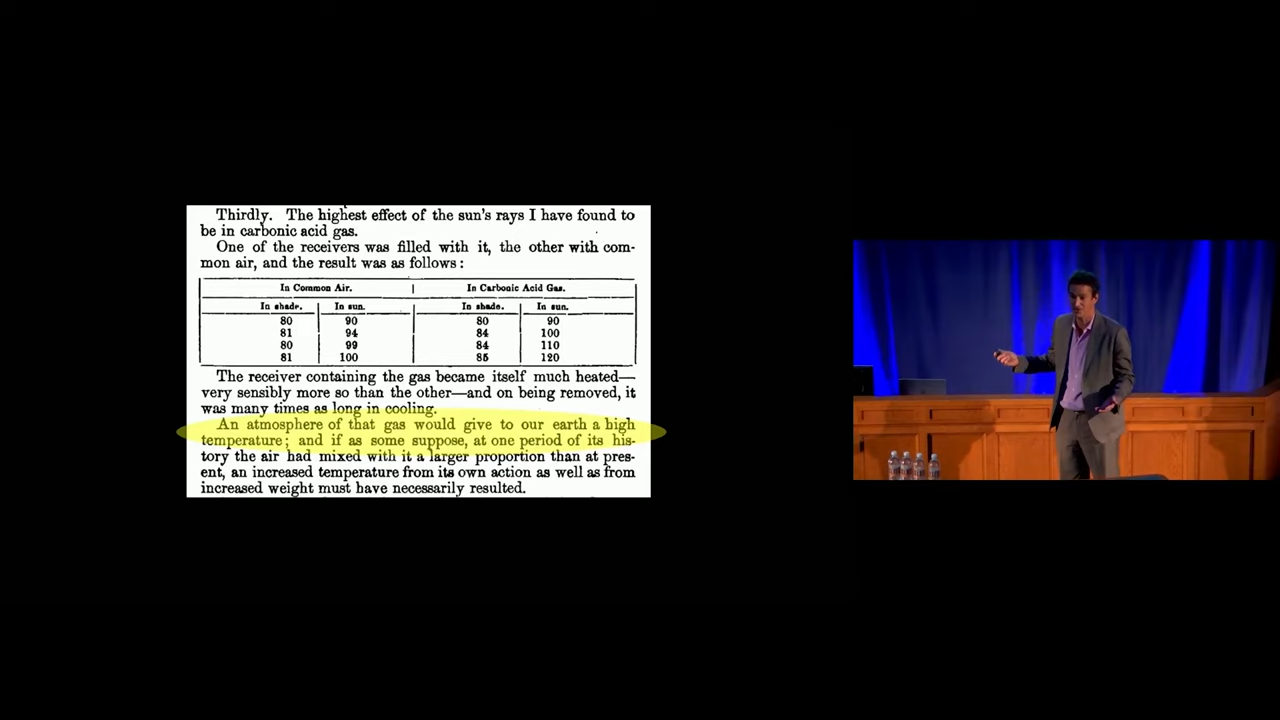 Thirdly. The highest effect of the sun's rays I have found to
be in carbonic acid gas.
One of the receivers was filled with it, the other with com-
mon air, and the result was as follows:
In Common Air. In Carbonic Acid Gas.
In shade. In sun. In shade. In sun.
80 90 80 90
81 94 84 100
80 99 84 110
81 100 85 120
The receiver containing the gas became itself much heated—
very sensibly more so than the other—and on being removed, it
was many times as long in cooling.
An atmosphere of that gas would give to our earth a high
temperature; and if as some suppose, at one period of its his-
tory the air had mixed with it a larger proportion than at pres-
ent, an increased temperature from its own action as well as from
increased weight must have necessarily resulted.